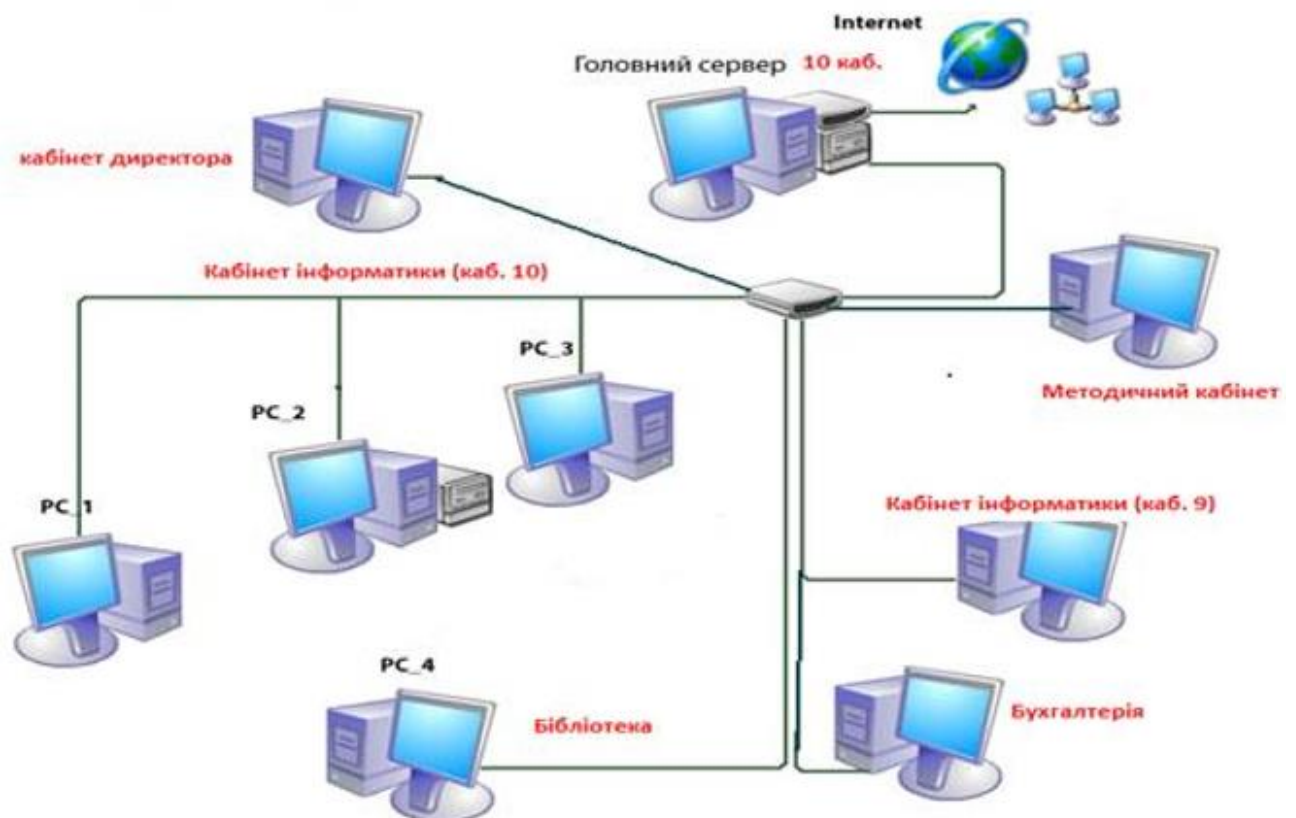 Internet
Головний сервер 10 каб.
кабінет директора
Кабінет інформатики (каб. 10)
PC_3
Методичний кабінет
PC_2
Кабінет інформатики (каб. 9)
PC_1
PC_4
Бібліотека
Бухгалтерія